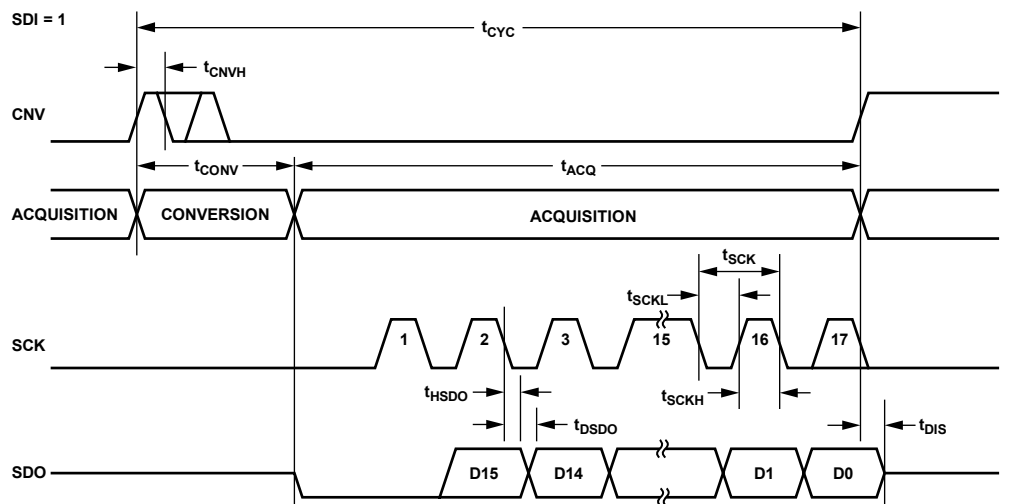 SDI = 1
tCYC
tCNVH
CNV
tCONV
tACQ
ACQUISITION
CONVERSION
ACQUISITION
tSCK
tSCKL
SCK
1
2
3
15
16
17
tHSDO
tSCKH
tDSDO
tDIS
SDO
D15
D14
D1
D0